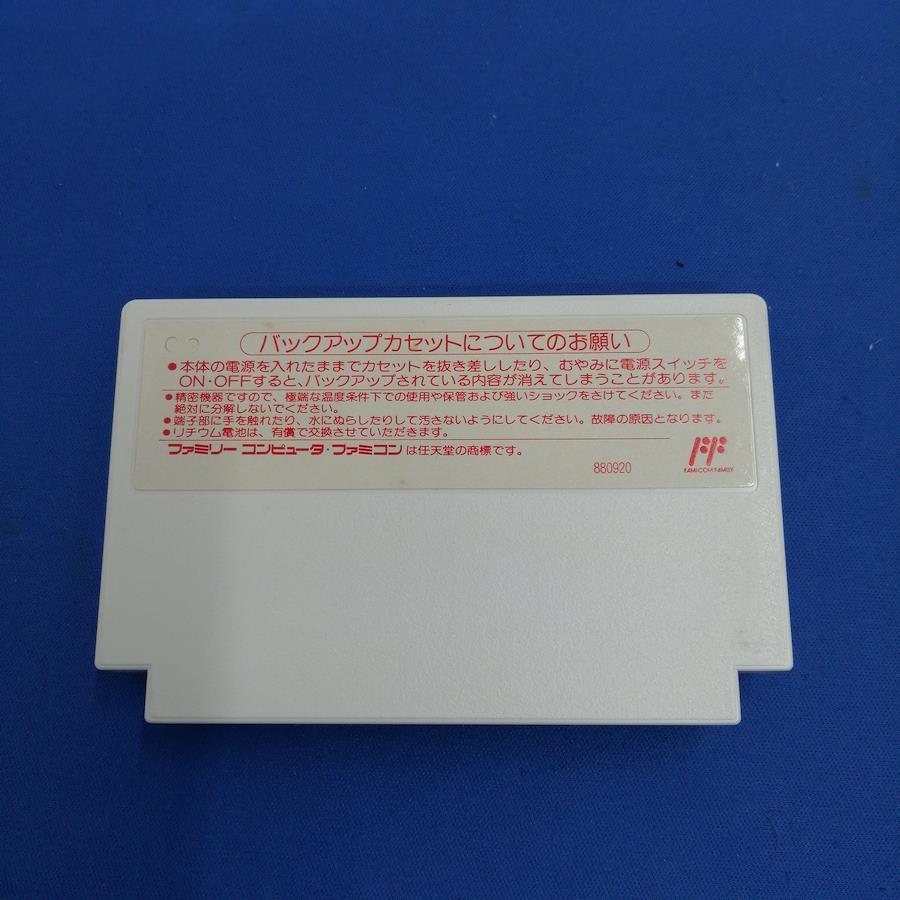 バックアップカセットについてのお願い
●本体の電源を入れたままでカセットを抜き差ししたり、むやみに電源スイッチを
ON・OFFすると、バックアップされている内容が消えてしまうことがあります。
●精密機器ですので、極端な温度条件下での使用や保管および強いショックをさけてください。また
絶対に分解しないでください。
●端子部に手を触れたり、水にぬらしたりして汚さないようにしてください。故障の原因となります。
●リチウム電池は、有償で交換させていただきます。
ファミリー コンピュータ・ファミコンは任天堂の商標です。
880920
FAMICOM FAMILY